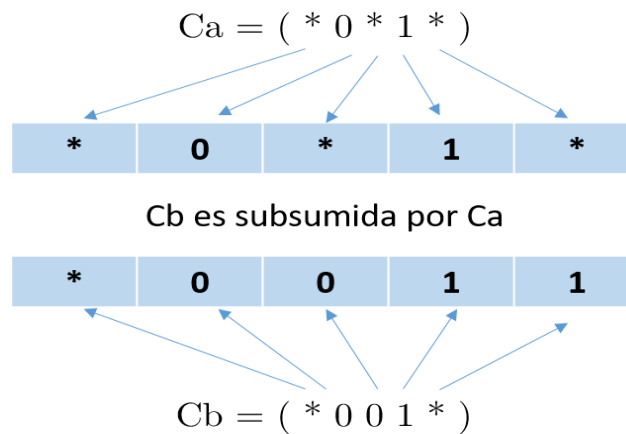 Ca = ( * 0 * 1 * )
* 0 * 1 *
Cb es subsumida por Ca
* 0 0 1 1
Cb = ( * 0 0 1 * )